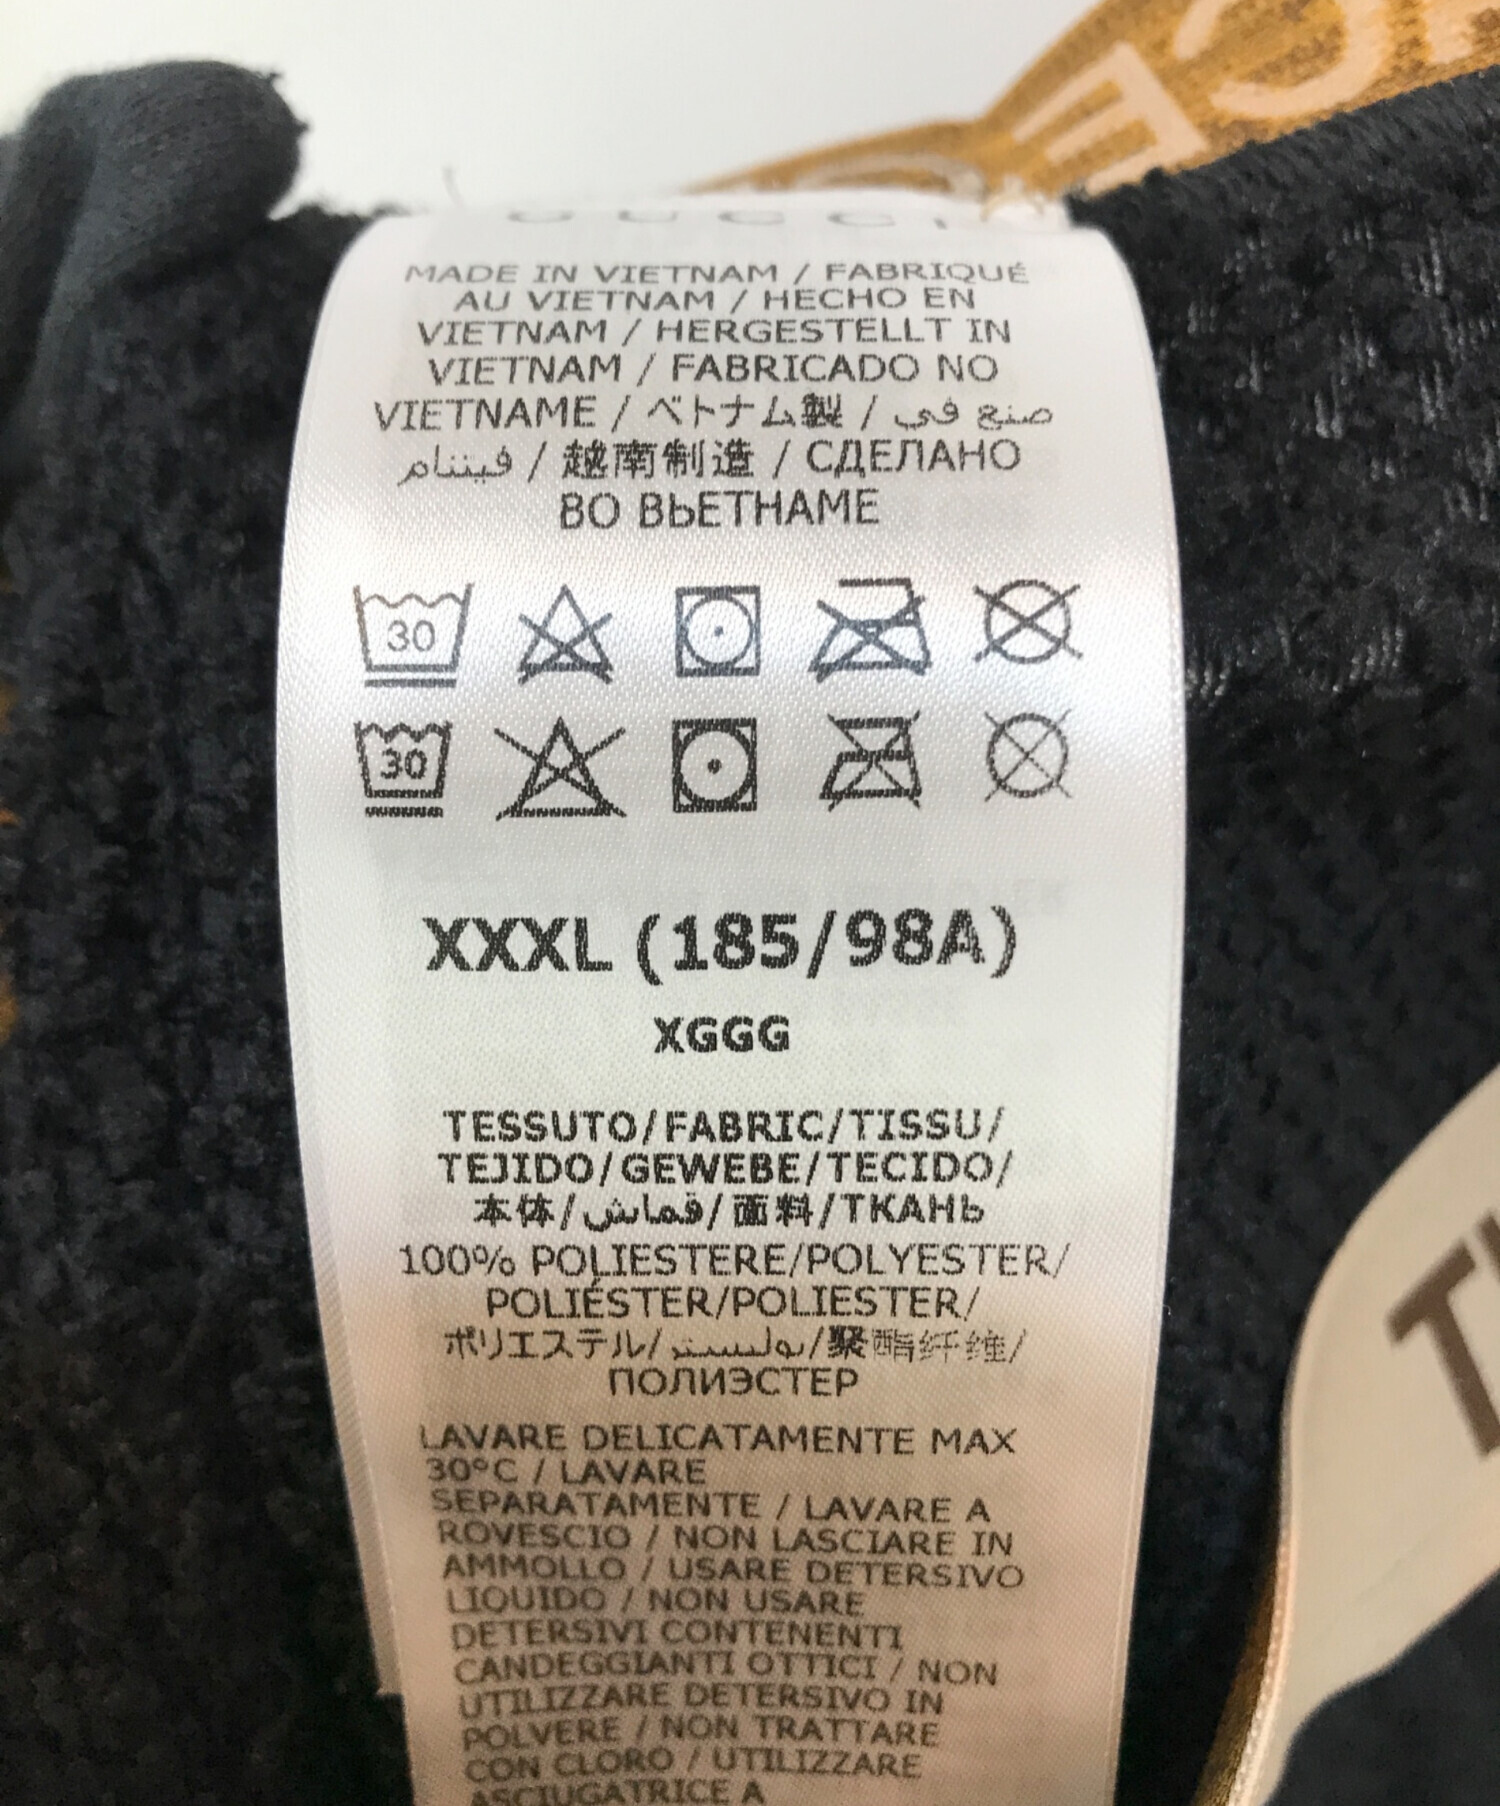 GUCCI
MADE IN VIETNAM / FABRIQUÉ
AU VIETNAM / HECHO EN
VIETNAM / HERGESTELLT IN
VIETNAM / FABRICADO NO
VIETNAME / ベトナム製 / صنع في
فيتنام / 越南制造 / СДЕЛАНО
ВО ВЬЕТНАМЕ
30
30
XXXL (185/98A)
XGGG
TESSUTO/FABRIC/TISSU/
TEJIDO/GEWEBE/TECIDO/
本体/قماش/面料/ТКАНЬ
100% POLIESTERE/POLYESTER/
POLIÉSTER/POLIESTER/
ポリエステル/بوليستر/聚酯纤维/
ПОЛИЭСТЕР
LAVARE DELICATAMENTE MAX
30°C / LAVARE
SEPARATAMENTE / LAVARE A
ROVESCIO / NON LASCIARE IN
AMMOLLO / USARE DETERSIVO
LIQUIDO / NON USARE
DETERSIVI CONTENENTI
CANDEGGIANTI OTTICI / NON
UTILIZZARE DETERSIVO IN
POLVERE / NON TRATTARE
CON CLORO / UTILIZZARE
ASCIUGATRICE A